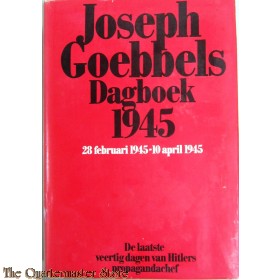 Joseph
Goebbels
Dagboek
1945
28 februari 1945-10 april 1945
De laatste
veertig dagen van Hitlers
propagandachef
© The Quartermaster Store